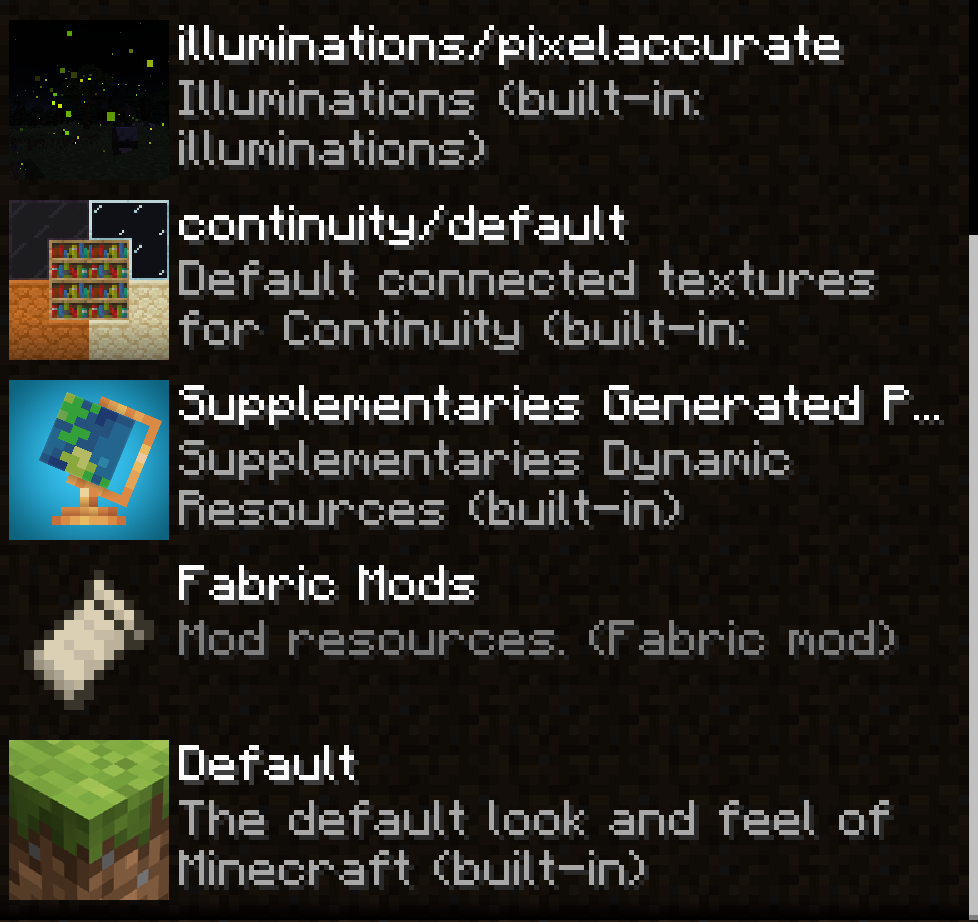 illuminations/pixelaccurate
Illuminations (built-in:
illuminations)
continuity/default
Default connected textures
for Continuity (built-in:
Supplementaries Generated P...
Supplementaries Dynamic
Resources (built-in)
Fabric Mods
Mod resources. (Fabric mod)
Default
The default look and feel of
Minecraft (built-in)